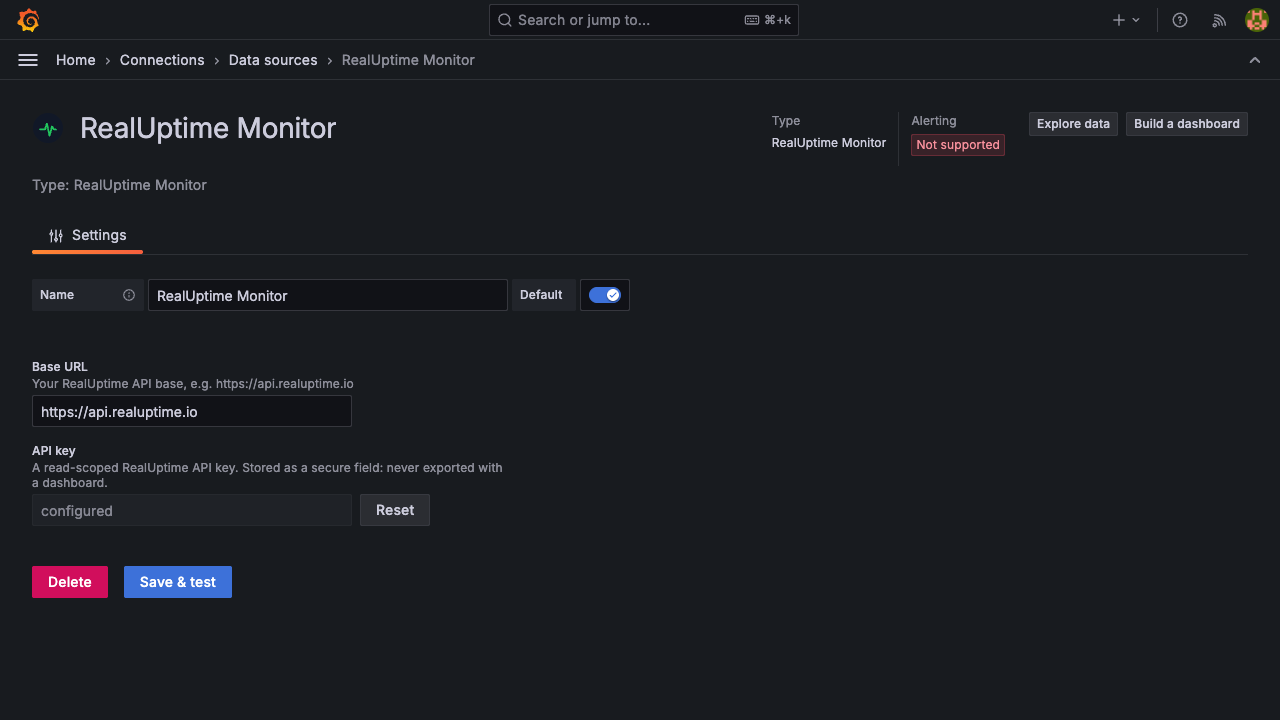 Search or jump to...
⌘+k
Home › Connections › Data sources › RealUptime Monitor
RealUptime Monitor
Type
RealUptime Monitor
Alerting
Not supported
Explore data
Build a dashboard
Type: RealUptime Monitor
Settings
Name
RealUptime Monitor
Default
Base URL
Your RealUptime API base, e.g. https://api.realuptime.io
https://api.realuptime.io
API key
A read-scoped RealUptime API key. Stored as a secure field: never exported with
a dashboard.
configured
Reset
Delete
Save & test